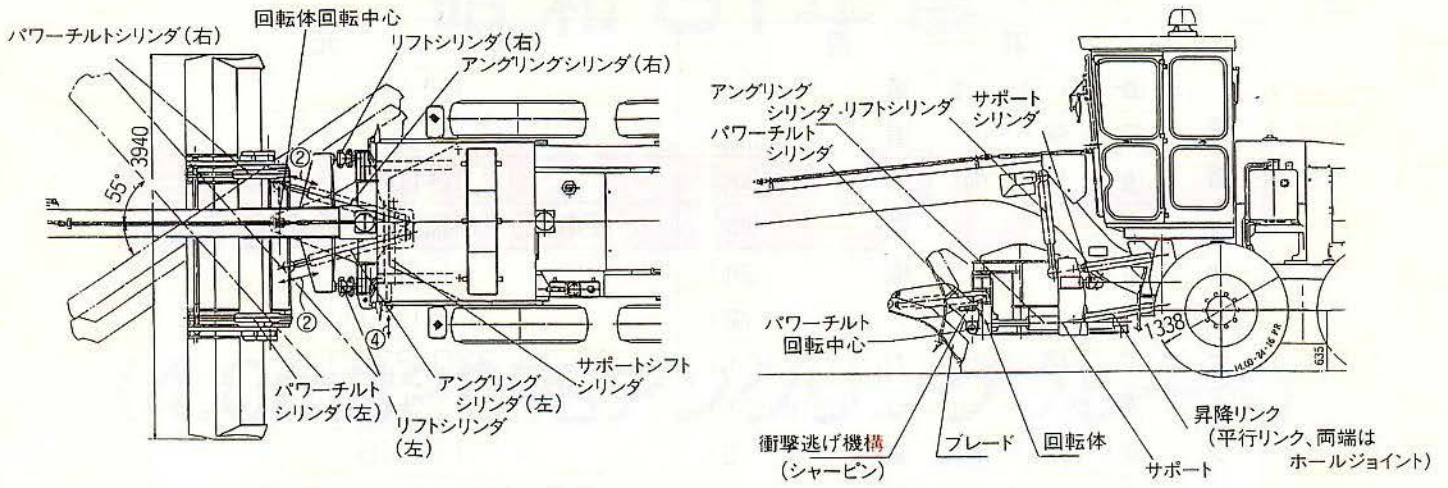 回転体回転中心
パワーチルトシリンダ(右)
リフトシリンダ(右)
アングリングシリンダ(右)
3940
55°
②
②
④
パワーチルト
シリンダ(左)
アングリング
シリンダ(左)
リフトシリンダ
(左)
サポートシフト
シリンダ
アングリング
シリンダ
リフトシリンダ
サポート
シリンダ
パワーチルト
シリンダ
パワーチルト
回転中心
1338
14.00-24-16 PR
635
衝撃逃げ機構
(シャーピン)
ブレード
回転体
サポート
昇降リンク
(平行リンク、両端は
ホールジョイント)